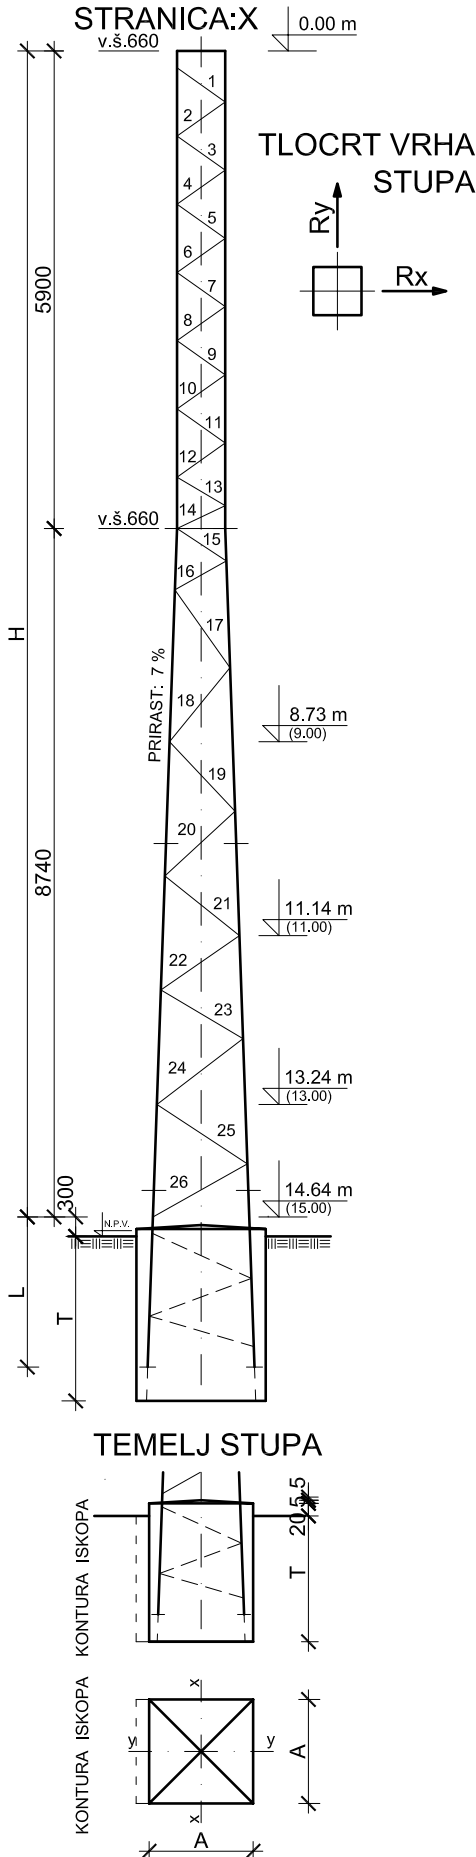 STRANICA:X
v.š.660
0.00 m
1
2
3
TLOCRT VRHA
STUPA
4
5
Ry
6
Rx
7
5900
8
9
10
11
12
13
14
v.š.660
15
16
17
H
PRIRAST: 7 %
18
8.73 m
(9.00)
19
20
8740
21
11.14 m
(11.00)
22
23
24
13.24 m
(13.00)
25
26
14.64 m
(15.00)
300
N.P.V.
L
T
TEMELJ STUPA
KONTURA ISKOPA
20 5.5
T
KONTURA ISKOPA
x
y
y
A
x
A